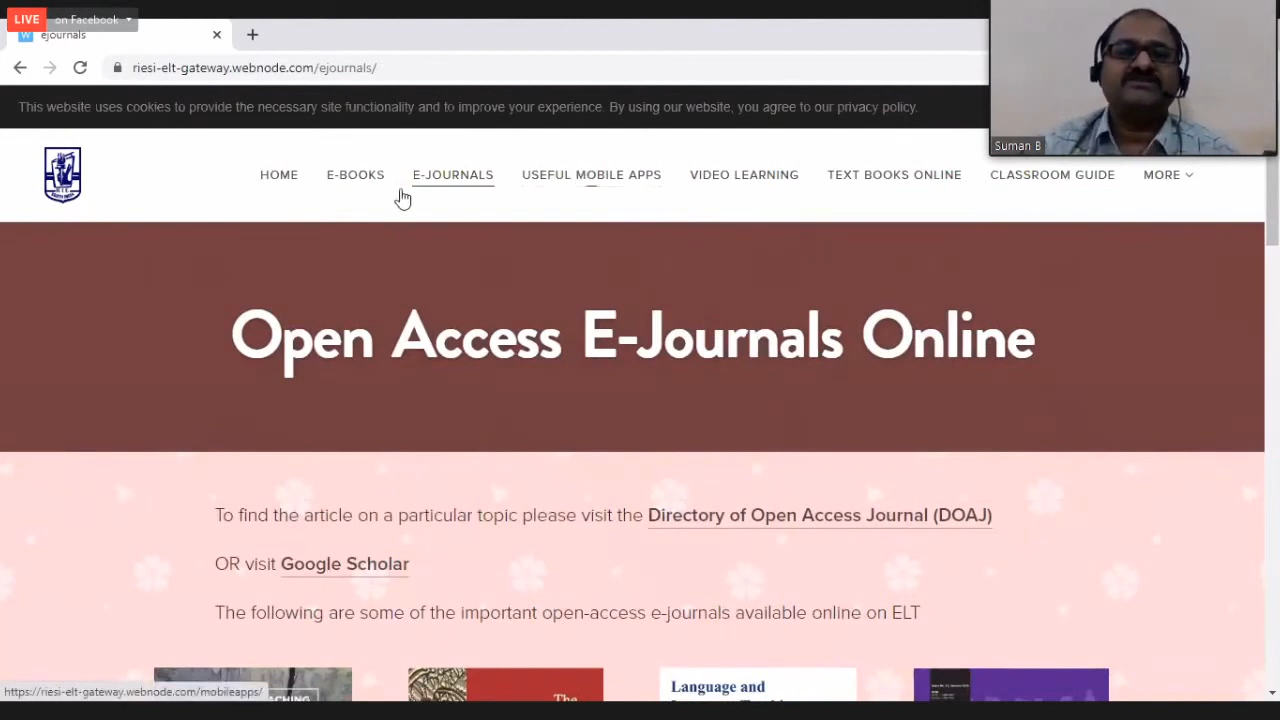 LIVE on Facebook
ejournals
riesi-elt-gateway.webnode.com/ejournals/
This website uses cookies to provide the necessary site functionality and to improve your experience. By using our website, you agree to our privacy policy.
Suman B
HOME E-BOOKS E-JOURNALS USEFUL MOBILE APPS VIDEO LEARNING TEXT BOOKS ONLINE CLASSROOM GUIDE MORE
Open Access E-Journals Online
To find the article on a particular topic please visit the Directory of Open Access Journal (DOAJ)
OR visit Google Scholar
The following are some of the important open-access e-journals available online on ELT
The
Language and
https://riesi-elt-gateway.webnode.com/mobileapps/